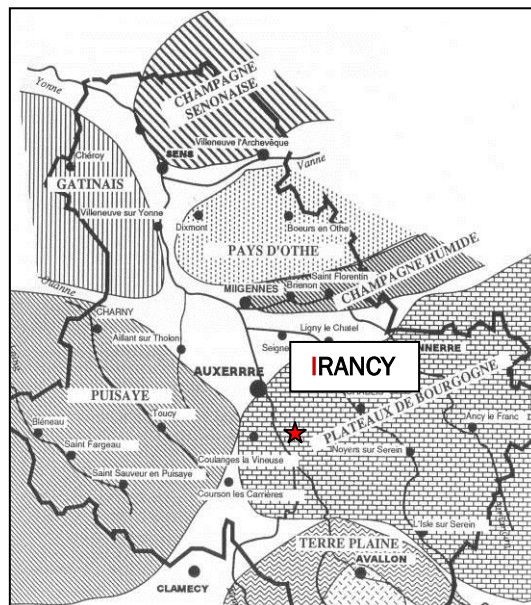 Yonne
CHAMPAGNE
SENONAISE
Villeneuve l'Archevêque
SENS
Vanne
Chéroy
GATINAIS
Villeneuve sur Yonne
Dixmont
Boeurs en Othe
PAYS D'OTHE
CHAMPAGNE HUMIDE
Saint Florentin
Brienon
MIIGENNES
Ouanne
CHARNY
Aillant sur Tholon
Ligny le Chatel
Seigne
NNERRE
IRANCY
AUXERRRE
PUISAYE
PLATEAUX DE BOURGOGNE
Toucy
Bléneau
Ancy le Franc
Saint Fargeau
Coulanges la Vineuse
Noyers sur Serein
Saint Sauveur en Puisaye
Courson les Carrières
L'Isle sur Serein
TERRE PLAINE
AVALLON
CLAMECY